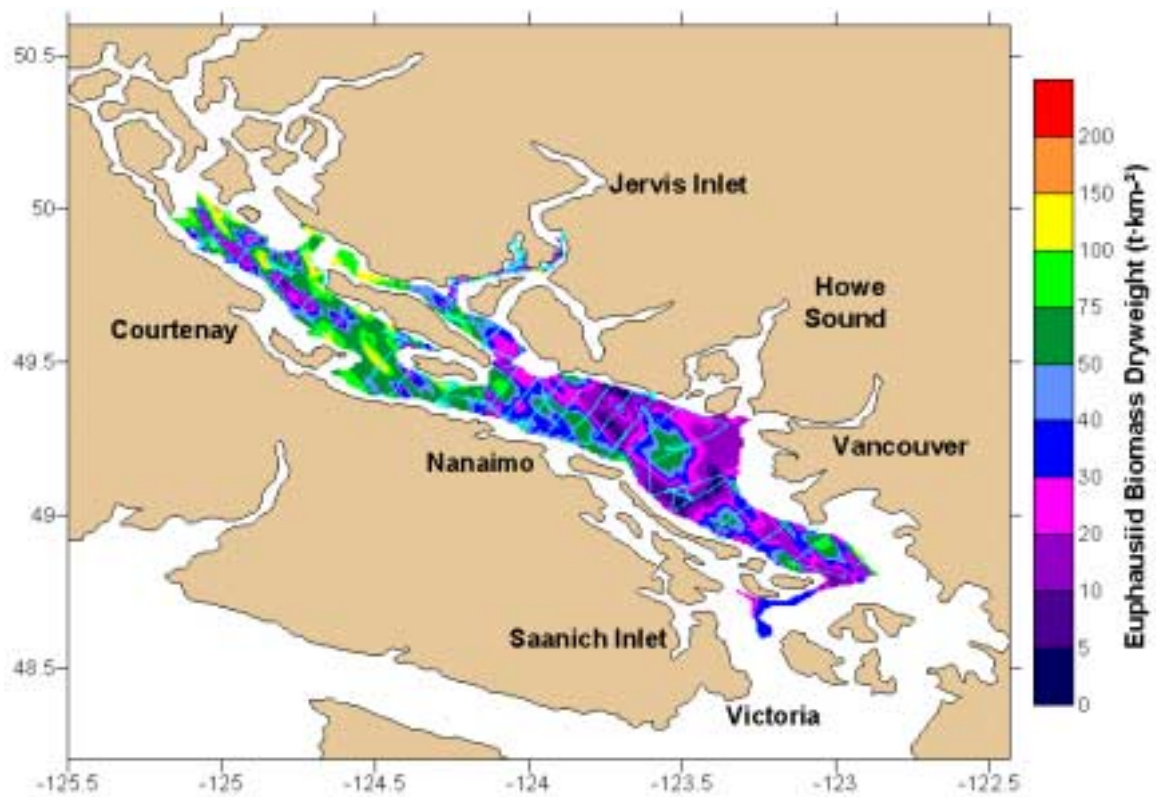 50.5
50
49.5
49
48.5
Jervis Inlet
Howe
Sound
Courtenay
Nanaimo
Vancouver
Saanich Inlet
Victoria
-125.5
-125
-124.5
-124
-123.5
-123
-122.5
200
150
100
75
50
40
30
20
10
5
0
Euphausiid Biomass Dryweight (t·km-²)